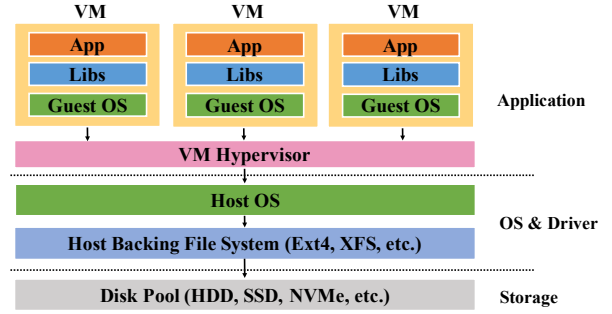 VM VM VM
App App App
Libs Libs Libs
Guest OS Guest OS Guest OS
Application
VM Hypervisor
Host OS
OS & Driver
Host Backing File System (Ext4, XFS, etc.)
Disk Pool (HDD, SSD, NVMe, etc.)
Storage